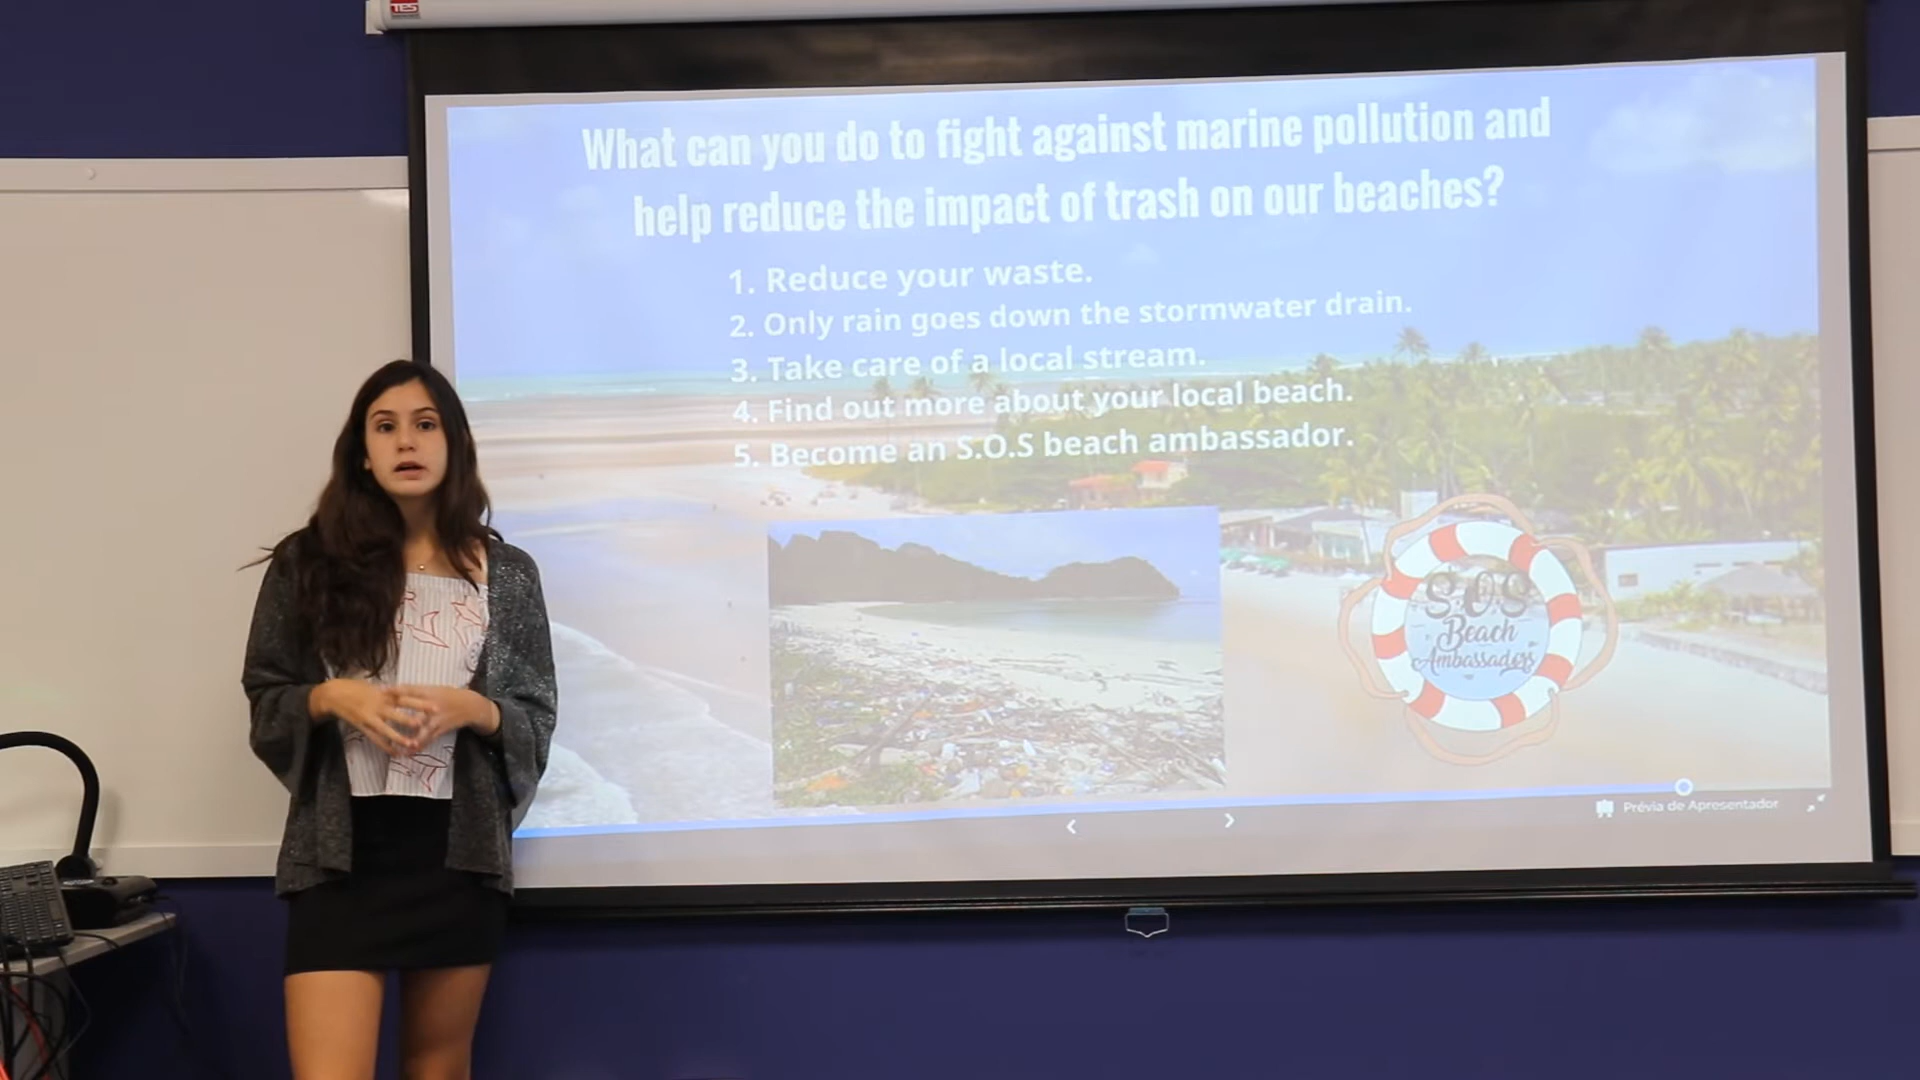 TES
What can you do to fight against marine pollution and
help reduce the impact of trash on our beaches?
1. Reduce your waste.
2. Only rain goes down the stormwater drain.
3. Take care of a local stream.
4. Find out more about your local beach.
5. Become an S.O.S beach ambassador.
S.O.S
Beach
Ambassadors
Prévia de Apresentador